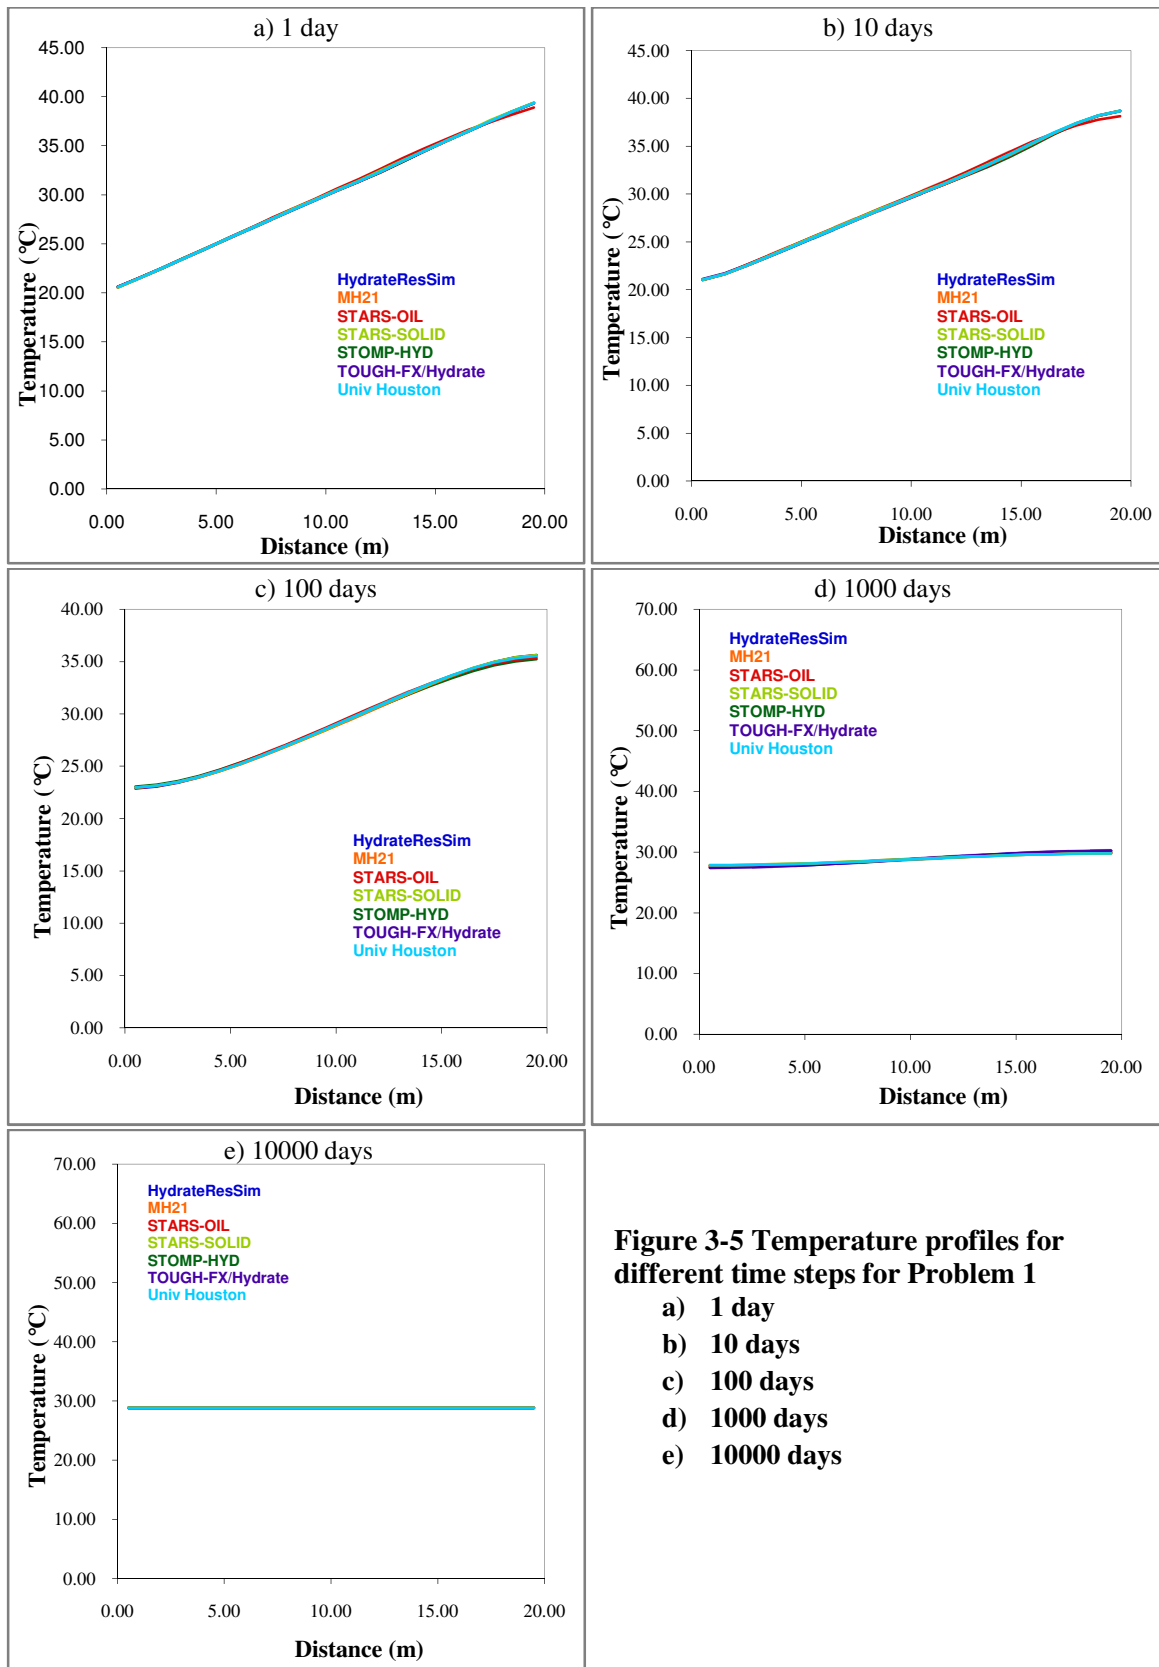 a) 1 day
45.00
40.00
35.00
30.00
25.00
20.00
15.00
10.00
5.00
0.00
Temperature (°C)
HydrateResSim
MH21
STARS-OIL
STARS-SOLID
STOMP-HYD
TOUGH-FX/Hydrate
Univ Houston
0.00 5.00 10.00 15.00 20.00
Distance (m)
b) 10 days
45.00
40.00
35.00
30.00
25.00
20.00
15.00
10.00
5.00
0.00
Temperature (°C)
HydrateResSim
MH21
STARS-OIL
STARS-SOLID
STOMP-HYD
TOUGH-FX/Hydrate
Univ Houston
0.00 5.00 10.00 15.00 20.00
Distance (m)
c) 100 days
40.00
35.00
30.00
25.00
20.00
15.00
10.00
5.00
0.00
Temperature (°C)
HydrateResSim
MH21
STARS-OIL
STARS-SOLID
STOMP-HYD
TOUGH-FX/Hydrate
Univ Houston
0.00 5.00 10.00 15.00 20.00
Distance (m)
d) 1000 days
70.00
60.00
50.00
40.00
30.00
20.00
10.00
0.00
Temperature (°C)
HydrateResSim
MH21
STARS-OIL
STARS-SOLID
STOMP-HYD
TOUGH-FX/Hydrate
Univ Houston
0.00 5.00 10.00 15.00 20.00
Distance (m)
e) 10000 days
70.00
60.00
50.00
40.00
30.00
20.00
10.00
0.00
Temperature (°C)
HydrateResSim
MH21
STARS-OIL
STARS-SOLID
STOMP-HYD
TOUGH-FX/Hydrate
Univ Houston
0.00 5.00 10.00 15.00 20.00
Distance (m)
Figure 3-5 Temperature profiles for
different time steps for Problem 1
a) 1 day
b) 10 days
c) 100 days
d) 1000 days
e) 10000 days